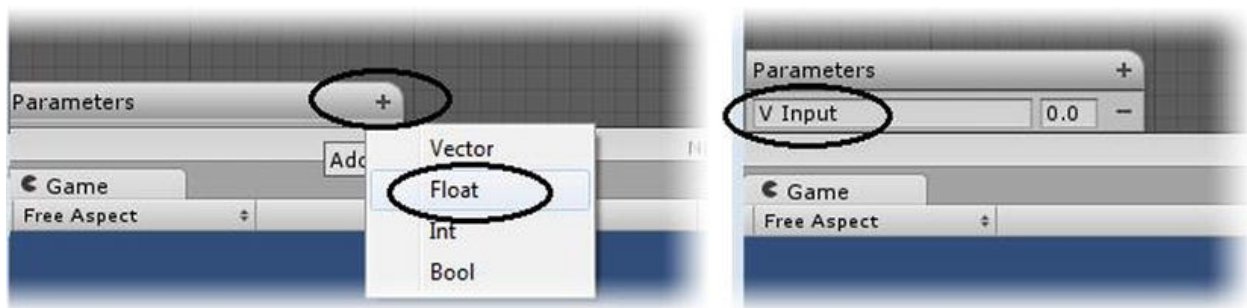 Parameters +
Vector
Float
Int
Bool
Game
Free Aspect
Parameters +
V Input 0.0 −
Game
Free Aspect